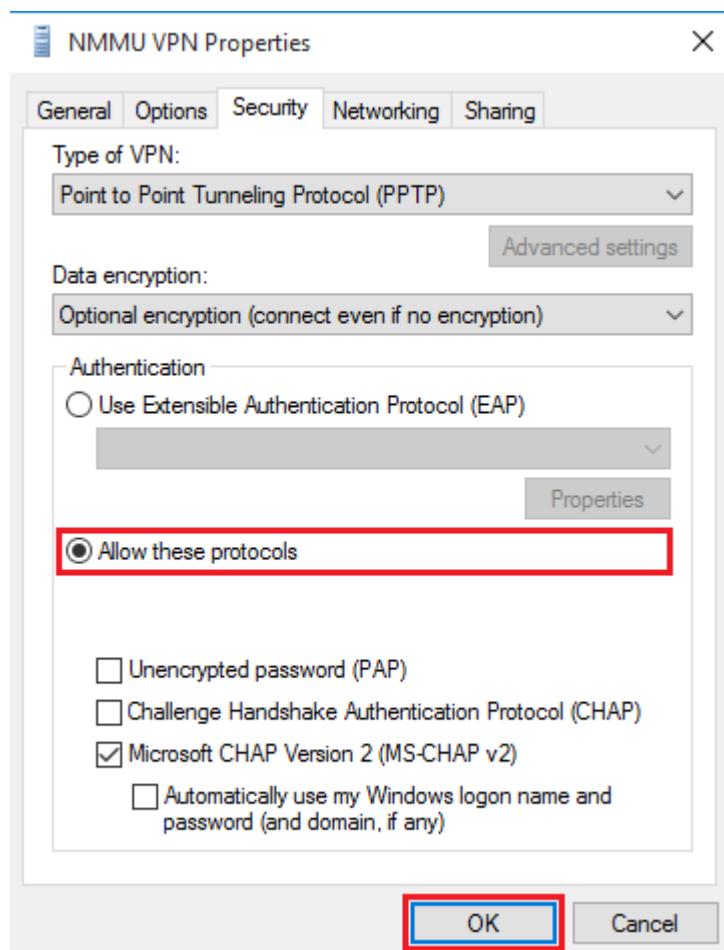 NMMU VPN Properties
General Options Security Networking Sharing
Type of VPN:
Point to Point Tunneling Protocol (PPTP)
Advanced settings
Data encryption:
Optional encryption (connect even if no encryption)
Authentication
Use Extensible Authentication Protocol (EAP)
Properties
Allow these protocols
Unencrypted password (PAP)
Challenge Handshake Authentication Protocol (CHAP)
Microsoft CHAP Version 2 (MS-CHAP v2)
Automatically use my Windows logon name and
password (and domain, if any)
OK Cancel